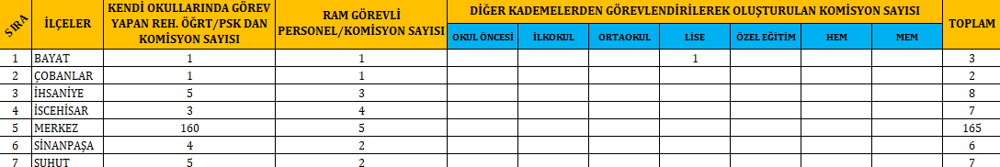 SIRA
İLÇELER
KENDİ OKULLARINDA GÖREV
YAPAN REH. ÖĞRT/PSK DAN
KOMİSYON SAYISI
RAM GÖREVLİ
PERSONEL/KOMİSYON SAYISI
DİĞER KADEMELERDEN GÖREVLENDİRİLEREK OLUŞTURULAN KOMİSYON SAYISI
OKUL ÖNCESİ İLKOKUL ORTAOKUL LİSE ÖZEL EĞİTİM HEM MEM
TOPLAM
1 BAYAT 1 1 1 3
2 ÇOBANLAR 1 1 2
3 İHSANİYE 5 3 8
4 İSCEHİSAR 3 4 7
5 MERKEZ 160 5 165
6 SİNANPAŞA 4 2 6
7 ŞUHUT 5 2 7